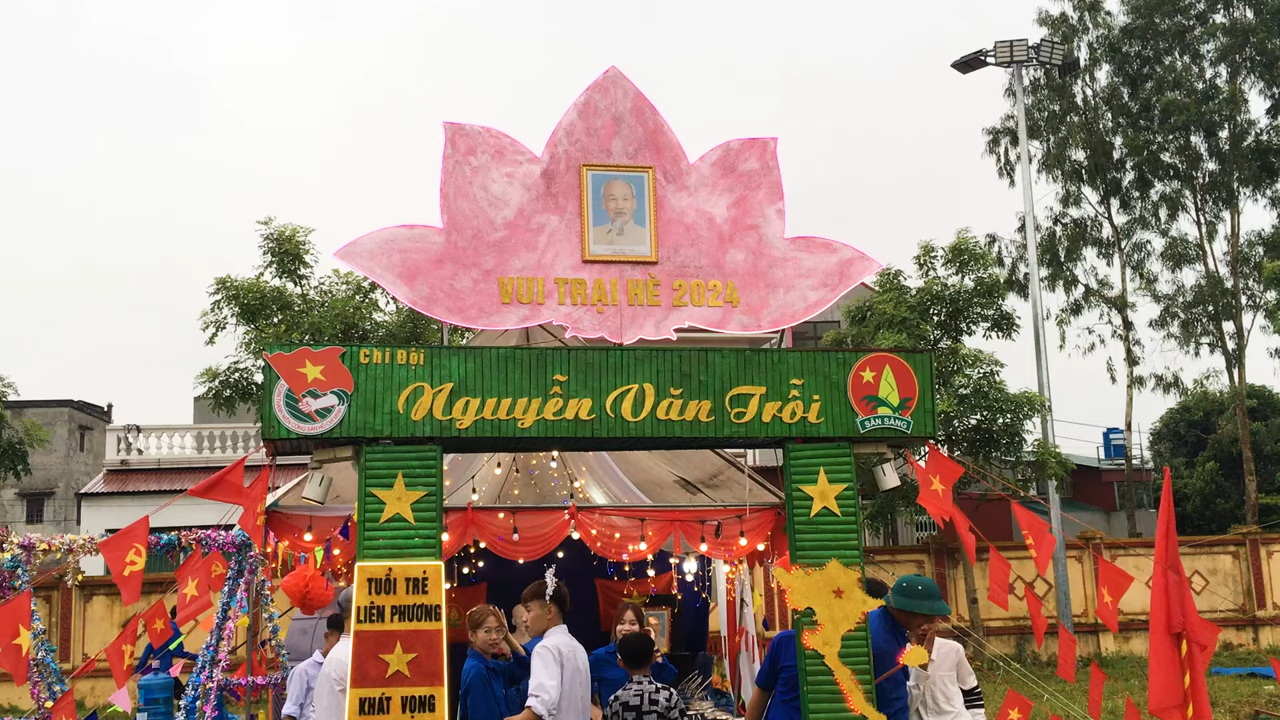 VUI TRẠI HÈ 2024
Chi Đội
Nguyễn Văn Trỗi
SẴN SÀNG
TUỔI TRẺ
LIÊN PHƯƠNG
KHÁT VỌNG